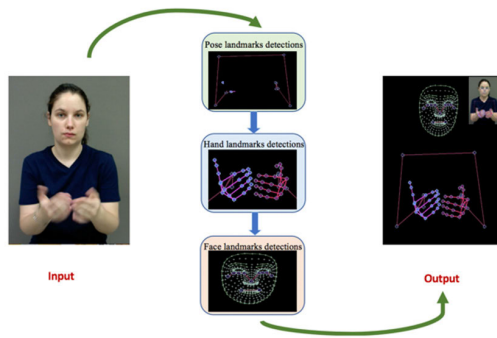 Pose landmarks detections
Hand landmarks detections
Face landmarks detections
Input
Output